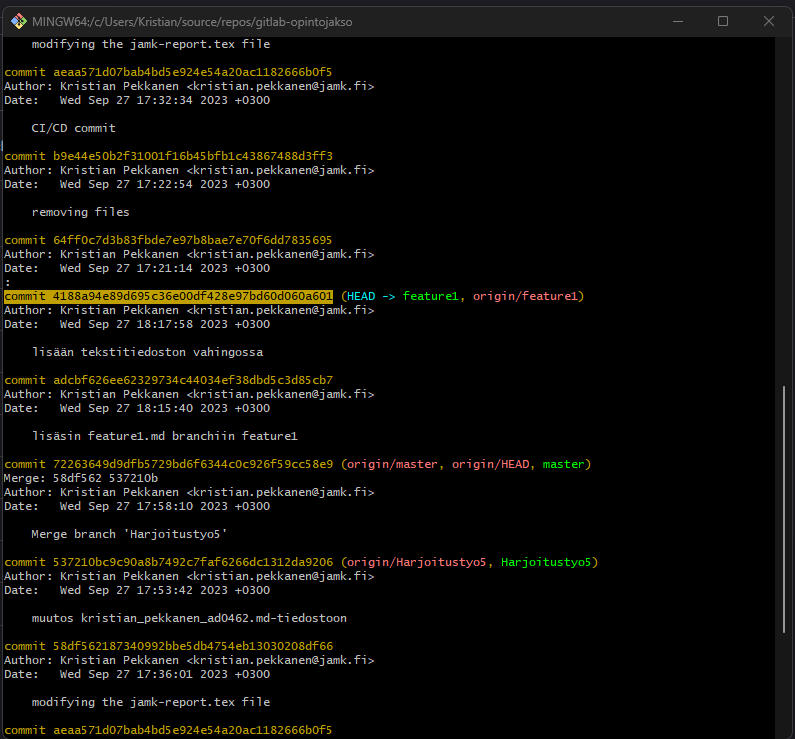 MINGW64:/c/Users/Kristian/source/repos/gitlab-opintojakso
modifying the jamk-report.tex file
commit aeaa571d07bab4bd5e924e54a20ac1182666b0f5
Author: Kristian Pekkanen <kristian.pekkanen@jamk.fi>
Date:   Wed Sep 27 17:32:34 2023 +0300
CI/CD commit
commit b9e44e50b2f31001f16b45bfb1c43867488d3ff3
Author: Kristian Pekkanen <kristian.pekkanen@jamk.fi>
Date:   Wed Sep 27 17:22:54 2023 +0300
removing files
commit 64ff0c7d3b83fbde7e97b8bae7e70f6dd7835695
Author: Kristian Pekkanen <kristian.pekkanen@jamk.fi>
Date:   Wed Sep 27 17:21:14 2023 +0300
:
commit 4188a94e89d695c36e00df428e97bd60d060a601 (HEAD -> feature1, origin/feature1)
Author: Kristian Pekkanen <kristian.pekkanen@jamk.fi>
Date:   Wed Sep 27 18:17:58 2023 +0300
lisään tekstitiedoston vahingossa
commit adcbf626ee62329734c44034ef38dbd5c3d85cb7
Author: Kristian Pekkanen <kristian.pekkanen@jamk.fi>
Date:   Wed Sep 27 18:15:40 2023 +0300
lisäsin feature1.md branchiin feature1
commit 72263649d9dfb5729bd6f6344c0c926f59cc58e9 (origin/master, origin/HEAD, master)
Merge: 58df562 537210b
Author: Kristian Pekkanen <kristian.pekkanen@jamk.fi>
Date:   Wed Sep 27 17:58:10 2023 +0300
Merge branch 'Harjoitustyo5'
commit 537210bc9c90a8b7492c7faf6266dc1312da9206 (origin/Harjoitustyo5, Harjoitustyo5)
Author: Kristian Pekkanen <kristian.pekkanen@jamk.fi>
Date:   Wed Sep 27 17:53:42 2023 +0300
muutos kristian_pekkanen_ad0462.md-tiedostoon
commit 58df562187340992bbe5db4754eb13030208df66
Author: Kristian Pekkanen <kristian.pekkanen@jamk.fi>
Date:   Wed Sep 27 17:36:01 2023 +0300
modifying the jamk-report.tex file
commit aeaa571d07bab4bd5e924e54a20ac1182666b0f5